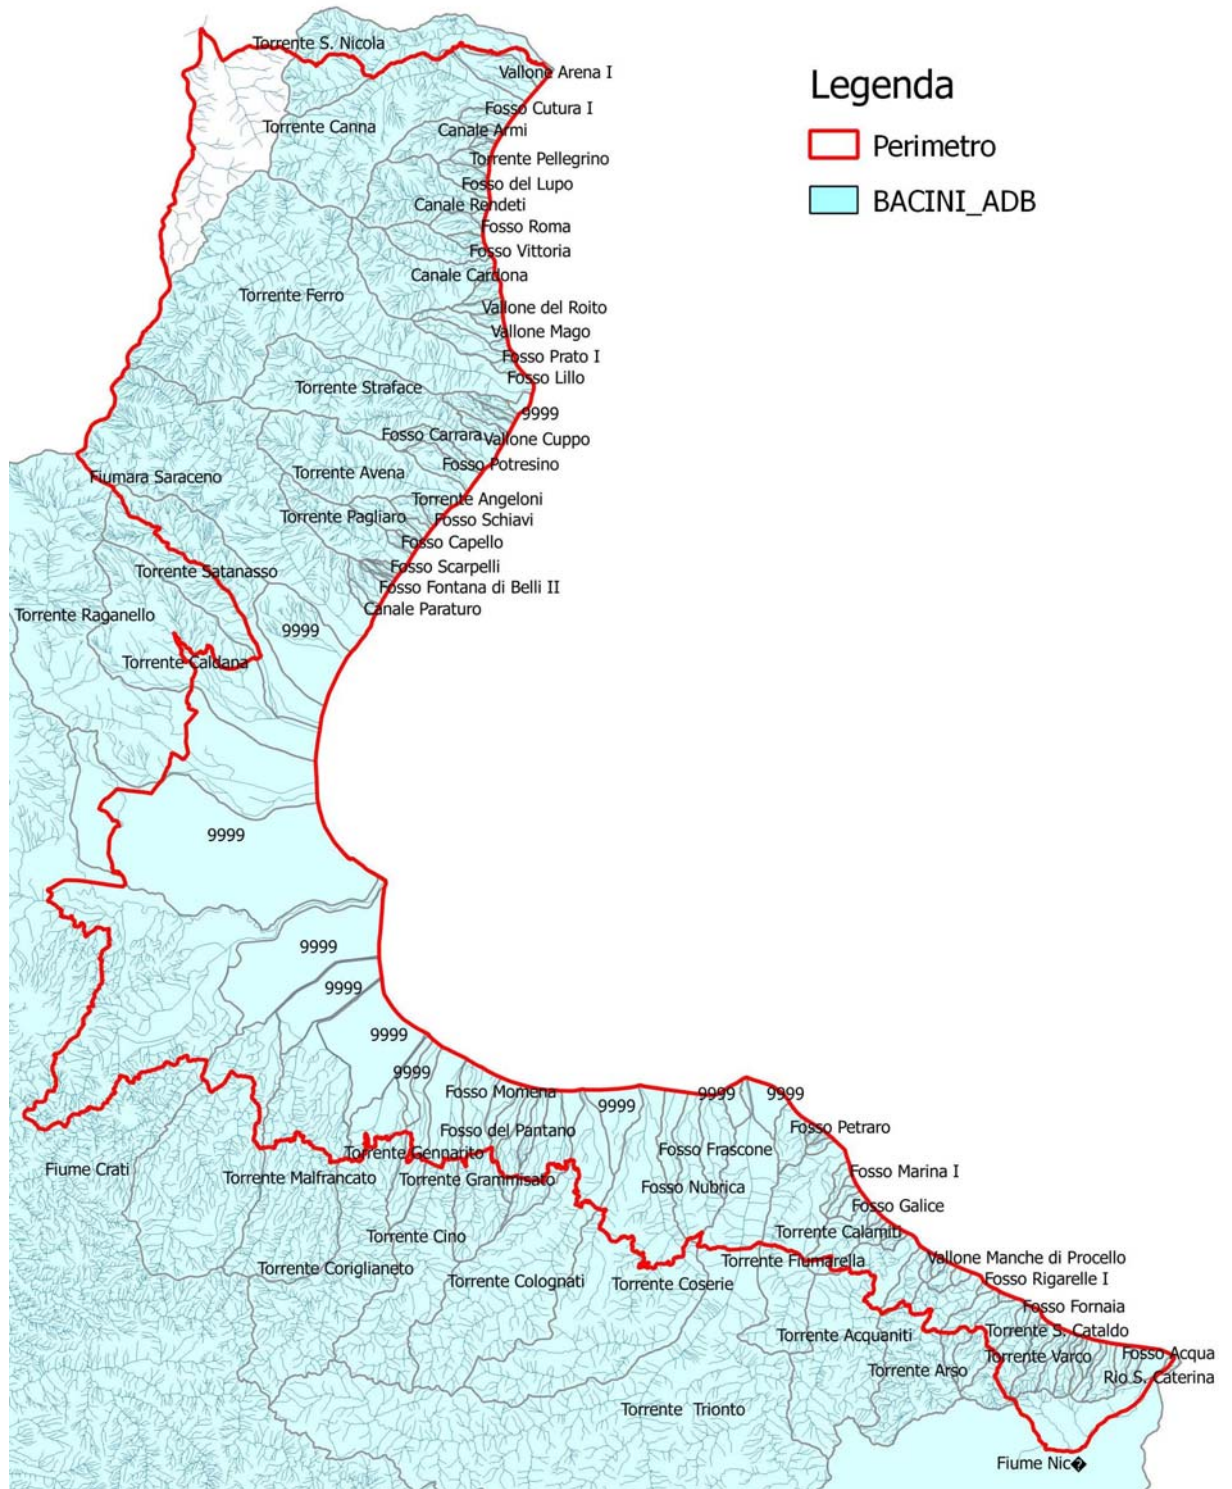 Torrente S. Nicola
Vallone Arena I
Legenda
Fosso Cutura I
Torrente Canna
Canale Armi
Perimetro
Torrente Pellegrino
Fosso del Lupo
BACINI_ADB
Canale Rendeti
Fosso Roma
Fosso Vittoria
Canale Cardona
Torrente Ferro
Vallone del Roito
Vallone Mago
Fosso Prato I
Fosso Lillo
Torrente Straface
9999
Fosso Carrara
Vallone Cuppo
Fosso Potresino
Torrente Avena
Fiumara Saraceno
Torrente Angeloni
Torrente Pagliaro
Fosso Schiavi
Fosso Capello
Fosso Scarpelli
Torrente Satanasso
Fosso Fontana di Belli II
Canale Paraturo
Torrente Raganello
9999
Torrente Caldana
9999
9999
9999
9999
9999
Fosso Momena
9999
9999
9999
Fosso Petraro
Fosso del Pantano
Fosso Frascone
Torrente Gennarito
Fiume Crati
Fosso Marina I
Torrente Malfrancato
Torrente Grammisato
Fosso Nubrica
Fosso Galice
Torrente Calamiti
Torrente Cino
Vallone Manche di Procello
Torrente Fiumarella
Torrente Coriglianeto
Fosso Rigarelle I
Torrente Colognati
Torrente Coserie
Fosso Fornaia
Torrente S. Cataldo
Torrente Acquaniti
Fosso Acqua
Torrente Varco
Torrente Arso
Rio S. Caterina
Torrente Trionto
Fiume Nic�